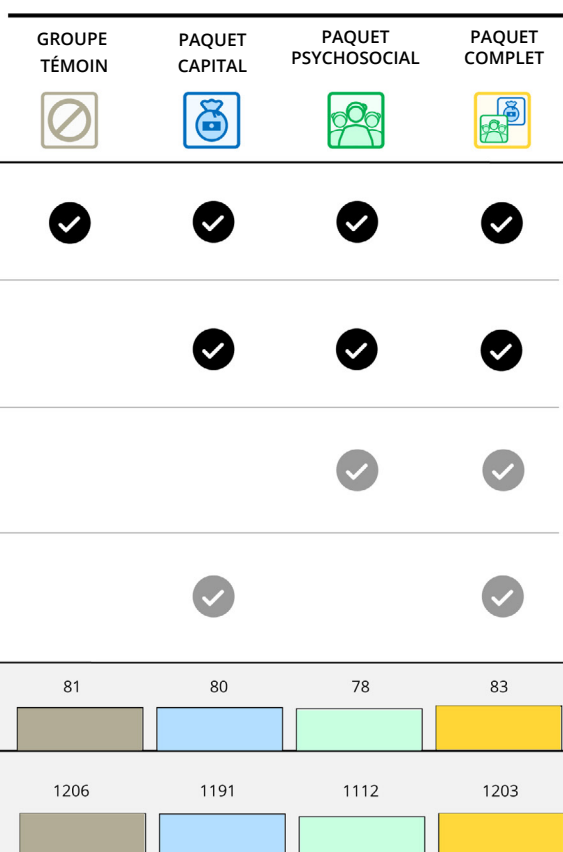 GROUPE TÉMOIN
PAQUET CAPITAL
PAQUET PSYCHOSOCIAL
PAQUET COMPLET
81 80 78 83
1206 1191 1112 1203